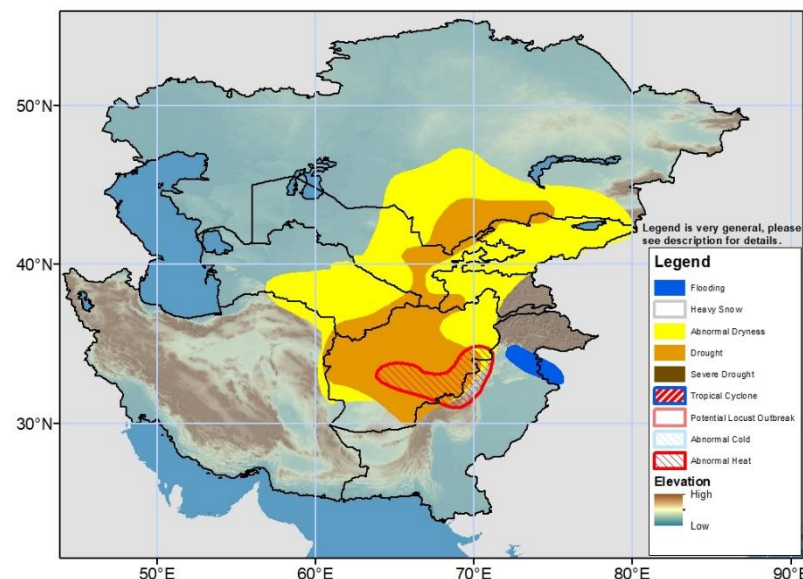 50°N
40°N
30°N
50°E
60°E
70°E
80°E
90°E
Legend is very general, please
see description for details.
Legend
Flooding
Heavy Snow
Abnormal Dryness
Drought
Severe Drought
Tropical Cyclone
Potential Locust Outbreak
Abnormal Cold
Abnormal Heat
Elevation
High
Low